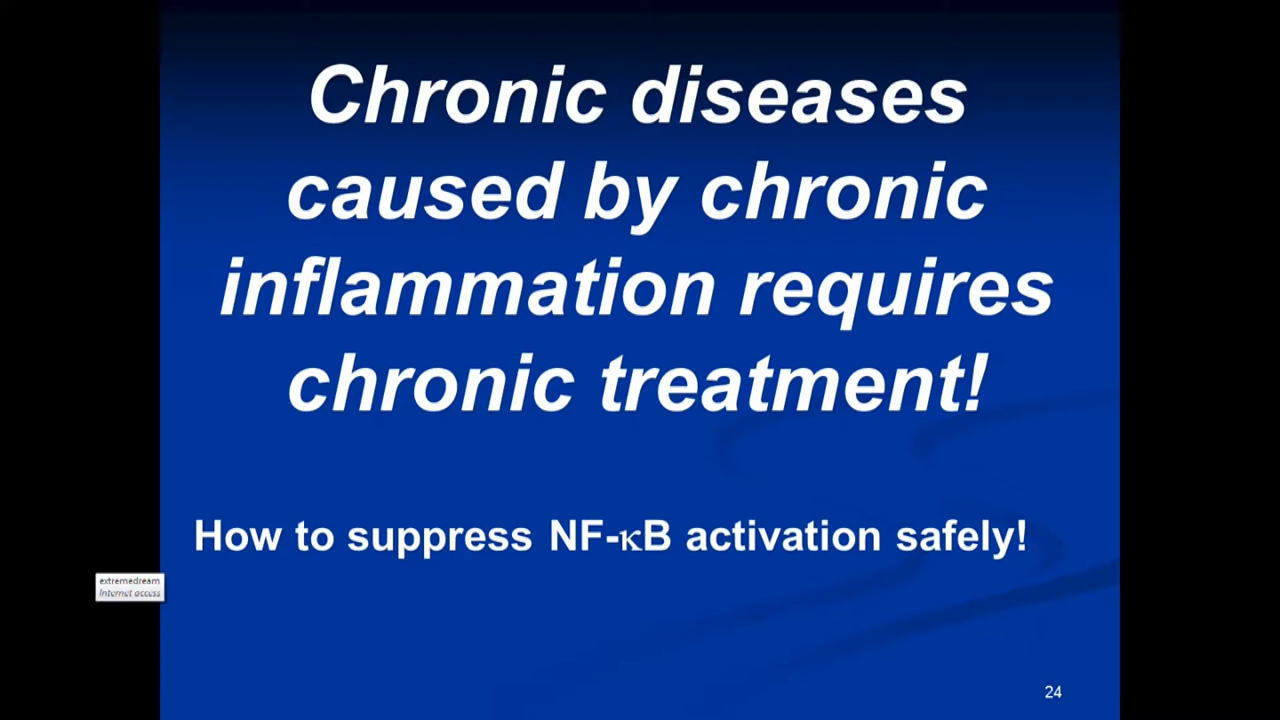 Chronic diseases
caused by chronic
inflammation requires
chronic treatment!
How to suppress NF-κB activation safely!
extremedream
Internet access
24